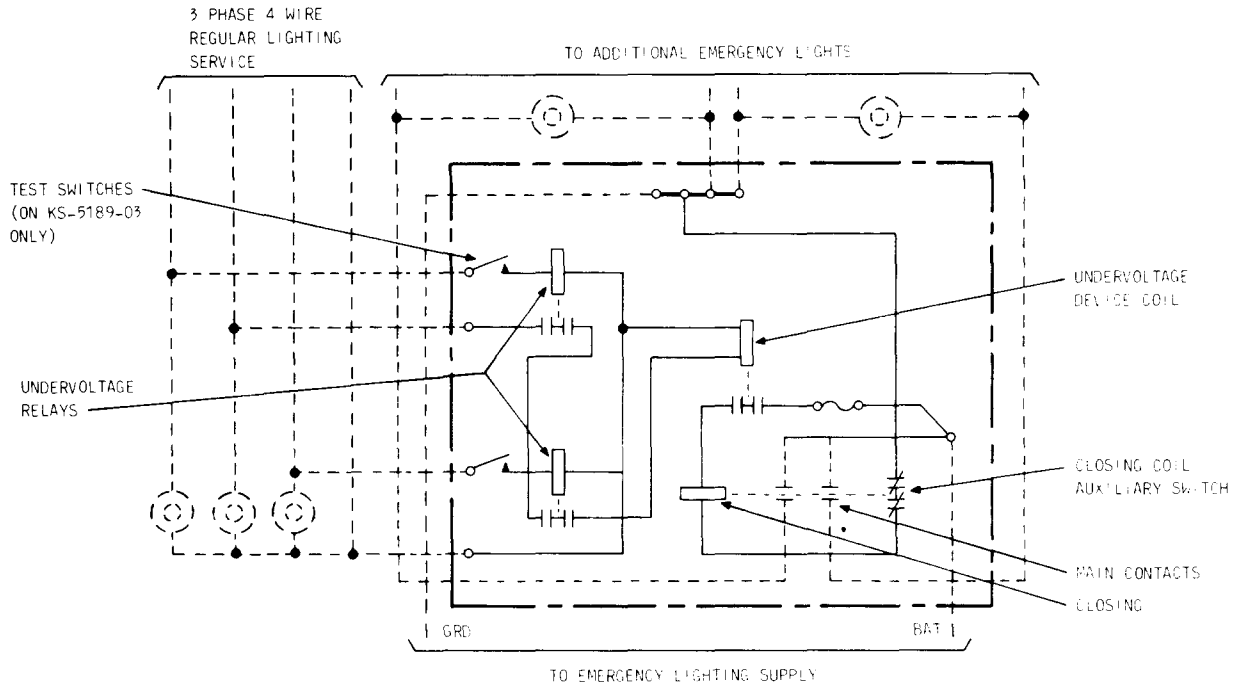 3 PHASE 4 WIRE
REGULAR LIGHTING
SERVICE
TO ADDITIONAL EMERGENCY LIGHTS
TEST SWITCHES
(ON KS-5189-03
ONLY)
UNDERVOLTAGE
DEVICE COIL
UNDERVOLTAGE
RELAYS
CLOSING COIL
AUXILIARY SWITCH
MAIN CONTACTS
CLOSING
GRD
BAT
TO EMERGENCY LIGHTING SUPPLY